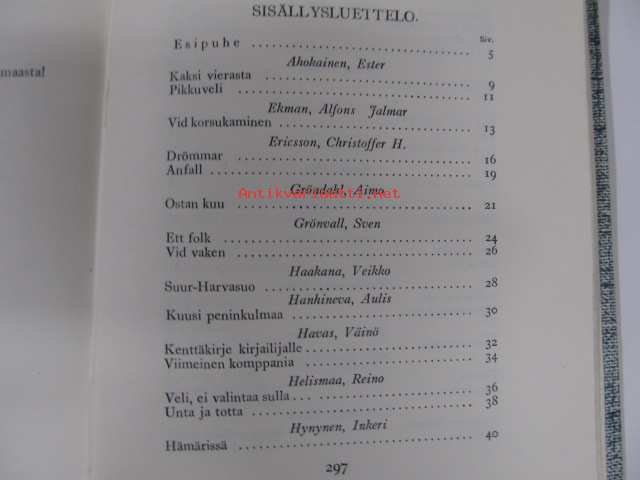 maasta!
SISÄLLYSLUETTELO.
Siv.
Esipuhe 5
Ahokainen, Ester
Kaksi vierasta 9
Pikkuveli 11
Ekman, Alfons Jalmar
Vid korsukaminen 13
Ericsson, Christoffer H.
Drömmar 16
Anfall 19
Gröndahl, Aimo
Antikvariaatti.net
Ostan kuu 21
Grönvall, Sven
Ett folk 24
Vid vaken 26
Haakana, Veikko
Suur-Harvasuo 28
Hanhineva, Aulis
Kuusi peninkulmaa 30
Havas, Väinö
Kenttäkirje kirjailijalle 32
Viimeinen komppania 34
Helismaa, Reino
Veli, ei valintaa sulla 36
Unta ja totta 38
Hynynen, Inkeri
Hämärissä 40
297